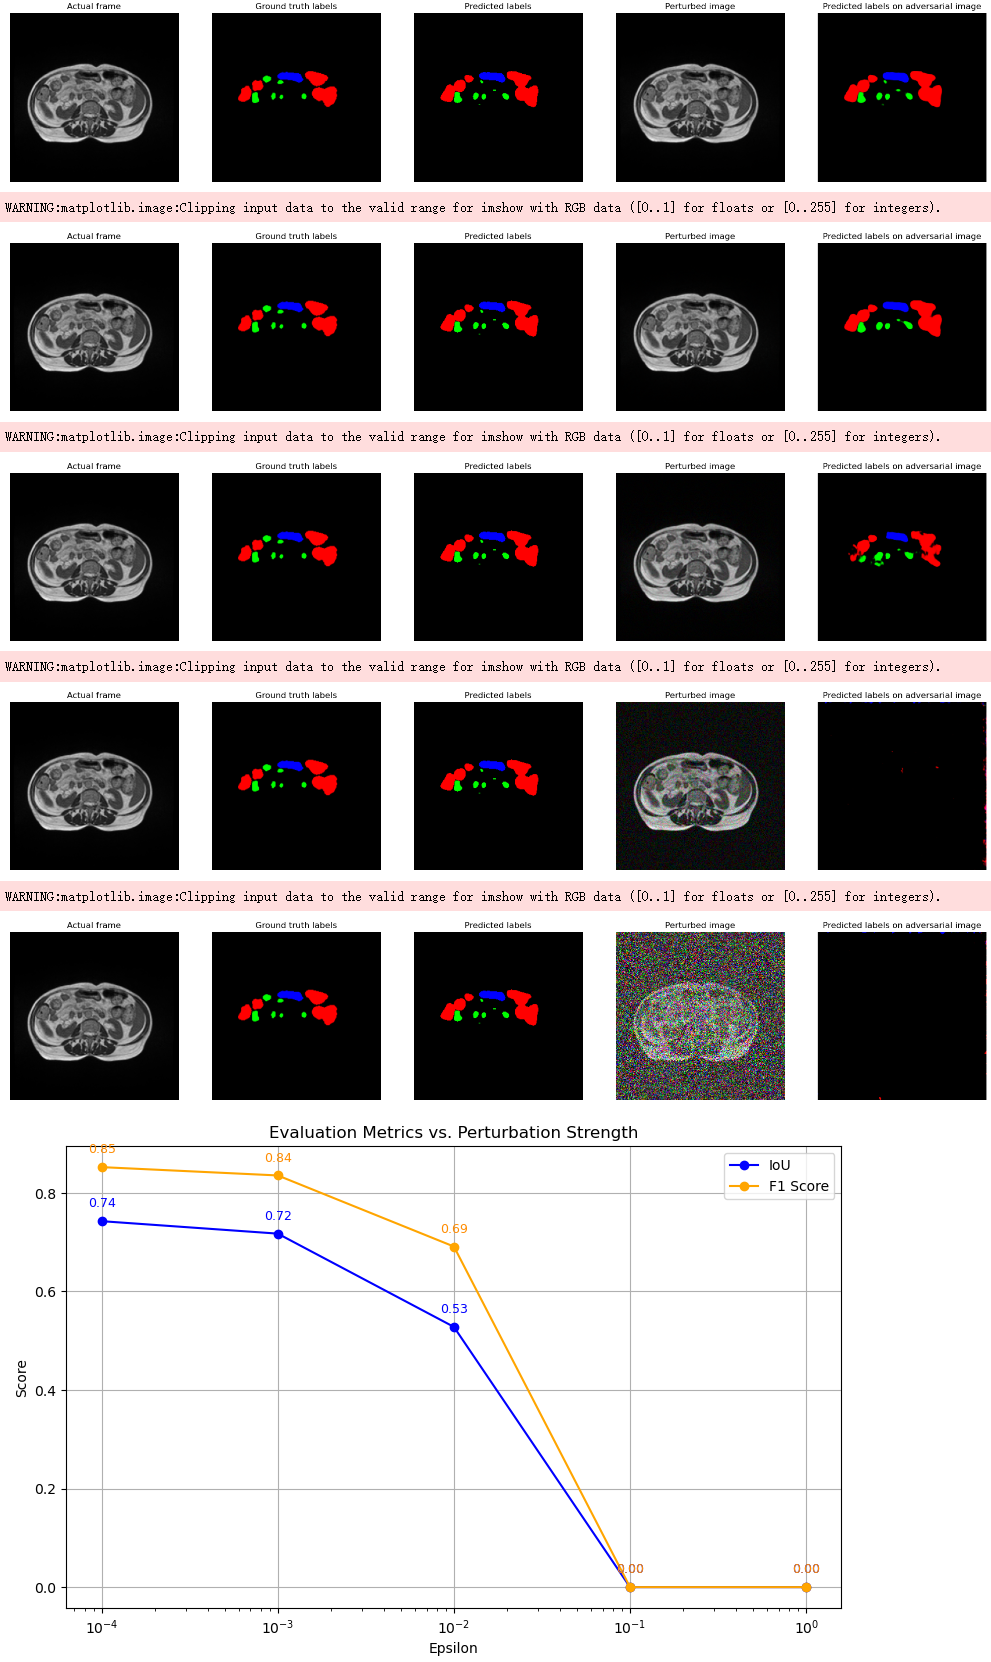 Actual frame Ground truth labels Predicted labels Perturbed image Predicted labels on adversarial image
WARNING:matplotlib.image:Clipping input data to the valid range for imshow with RGB data ([0..1] for floats or [0..255] for integers).
Actual frame Ground truth labels Predicted labels Perturbed image Predicted labels on adversarial image
WARNING:matplotlib.image:Clipping input data to the valid range for imshow with RGB data ([0..1] for floats or [0..255] for integers).
Actual frame Ground truth labels Predicted labels Perturbed image Predicted labels on adversarial image
WARNING:matplotlib.image:Clipping input data to the valid range for imshow with RGB data ([0..1] for floats or [0..255] for integers).
Actual frame Ground truth labels Predicted labels Perturbed image Predicted labels on adversarial image
WARNING:matplotlib.image:Clipping input data to the valid range for imshow with RGB data ([0..1] for floats or [0..255] for integers).
Actual frame Ground truth labels Predicted labels Perturbed image Predicted labels on adversarial image
Evaluation Metrics vs. Perturbation Strength
0.85
0.84
IoU
F1 Score
0.8
0.74
0.72
0.69
0.6
0.53
Score
0.4
0.2
0.00
0.00
0.00
0.00
0.0
10⁻⁴ 10⁻³ 10⁻² 10⁻¹ 10⁰
Epsilon